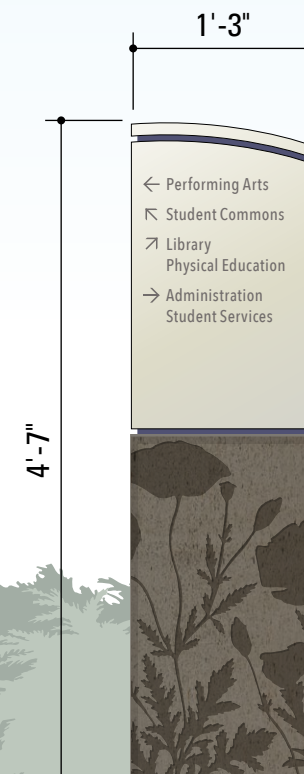 1'-3"
← Performing Arts
↖ Student Commons
↗ Library
Physical Education
→ Administration
Student Services
4'-7"